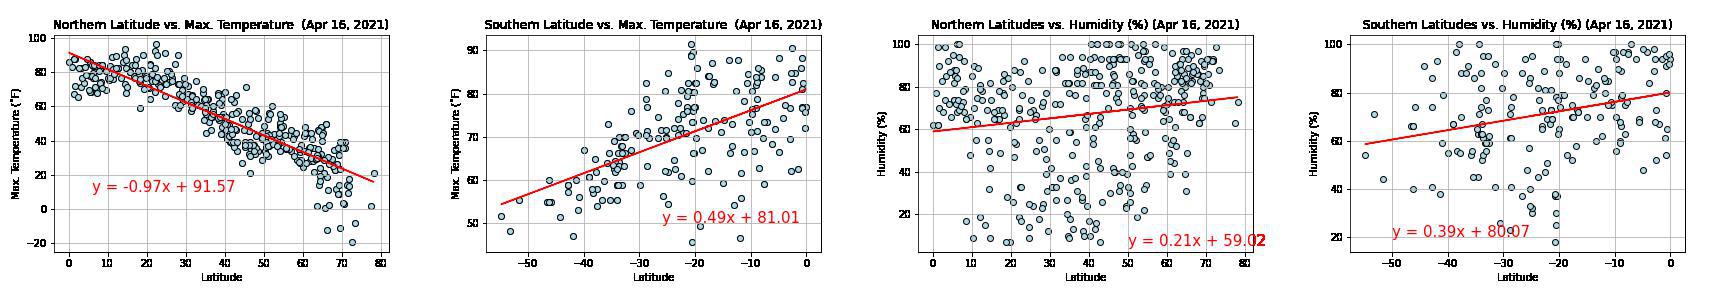 Northern Latitude vs. Max. Temperature  (Apr 16, 2021)
100
80
60
40
20
0
−20
Max. Temperature (°F)
y = -0.97x + 91.57
0 10 20 30 40 50 60 70 80
Latitude
Southern Latitude vs. Max. Temperature  (Apr 16, 2021)
90
80
70
60
50
Max. Temperature (°F)
y = 0.49x + 81.01
−50 −40 −30 −20 −10 0
Latitude
Northern Latitudes vs. Humidity (%) (Apr 16, 2021)
100
80
60
40
20
Humidity (%)
y = 0.21x + 59.02
0 10 20 30 40 50 60 70 80
Latitude
Southern Latitudes vs. Humidity (%) (Apr 16, 2021)
100
80
60
40
20
Humidity (%)
y = 0.39x + 80.07
−50 −40 −30 −20 −10 0
Latitude